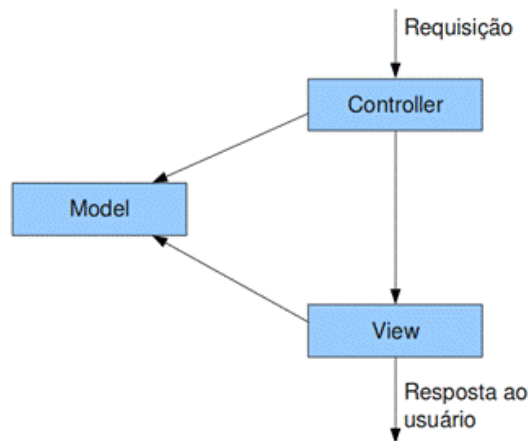 Requisição
Controller
Model
View
Resposta ao
usuário